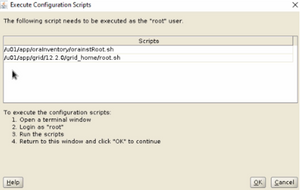 Execute Configuration Scripts
The following script needs to be executed as the "root" user.
Scripts
/u01/app/oraInventory/orainstRoot.sh
/u01/app/grid/12.2.0/grid_home/root.sh
To execute the configuration scripts:
1. Open a terminal window
2. Login as "root"
3. Run the scripts
4. Return to this window and click "OK" to continue
Help
OK
Cancel